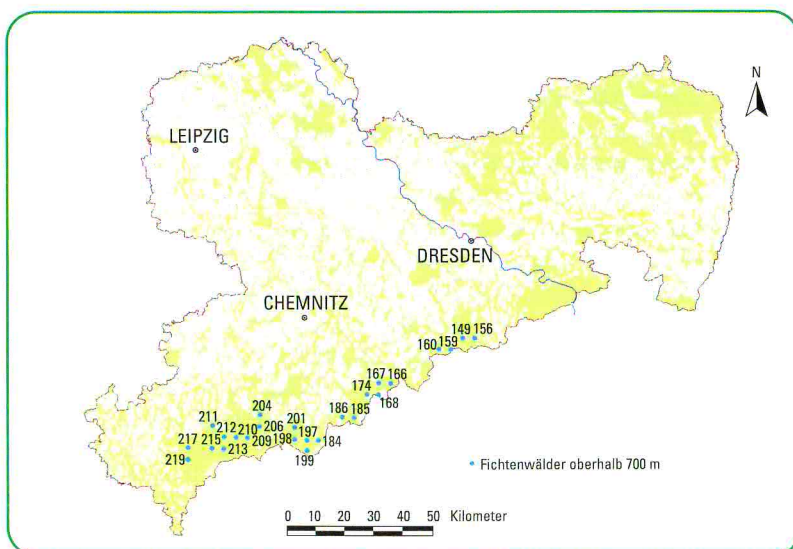 N
LEIPZIG
DRESDEN
CHEMNITZ
149 156
160 159
167 166
174
168
186 185
204
211
201
212 210 206
197
217 215 209 198 184
213
219
199
Fichtenwälder oberhalb 700 m
0 10 20 30 40 50 Kilometer